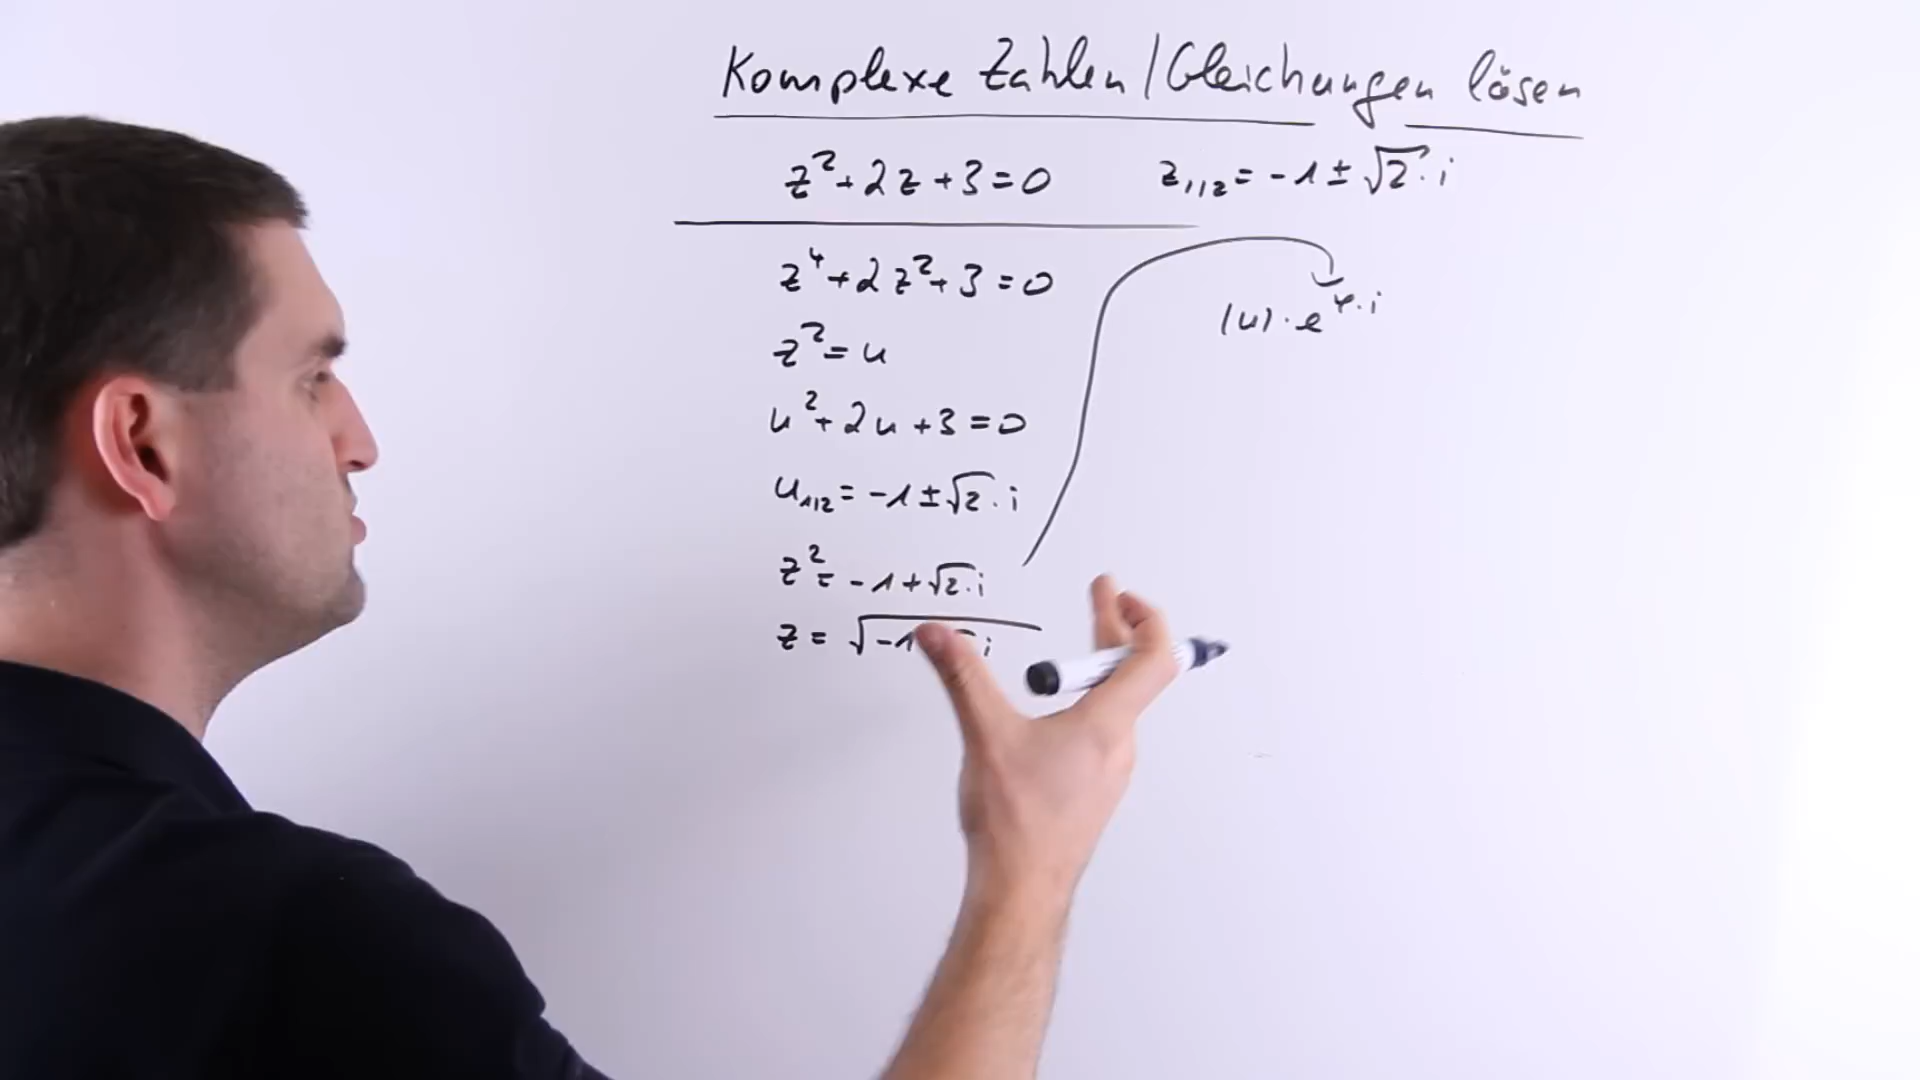 Komplexe Zahlen/Gleichungen lösen
z²+2z+3=0 z₁/₂=-1±√2·i
z⁴+2z²+3=0
|u|·e^φ·i
z²=u
u²+2u+3=0
u₁/₂=-1±√2·i
z²=-1+√2·i
z=√-1 i